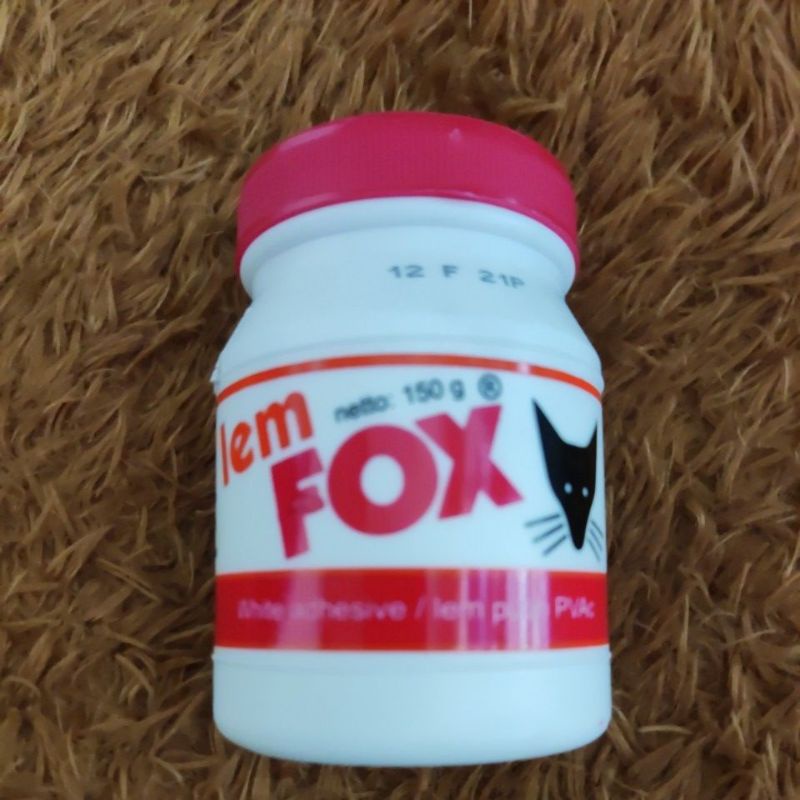 12 F 21P
netto: 150 g ®
lem
FOX
White adhesive / lem putih PVAc